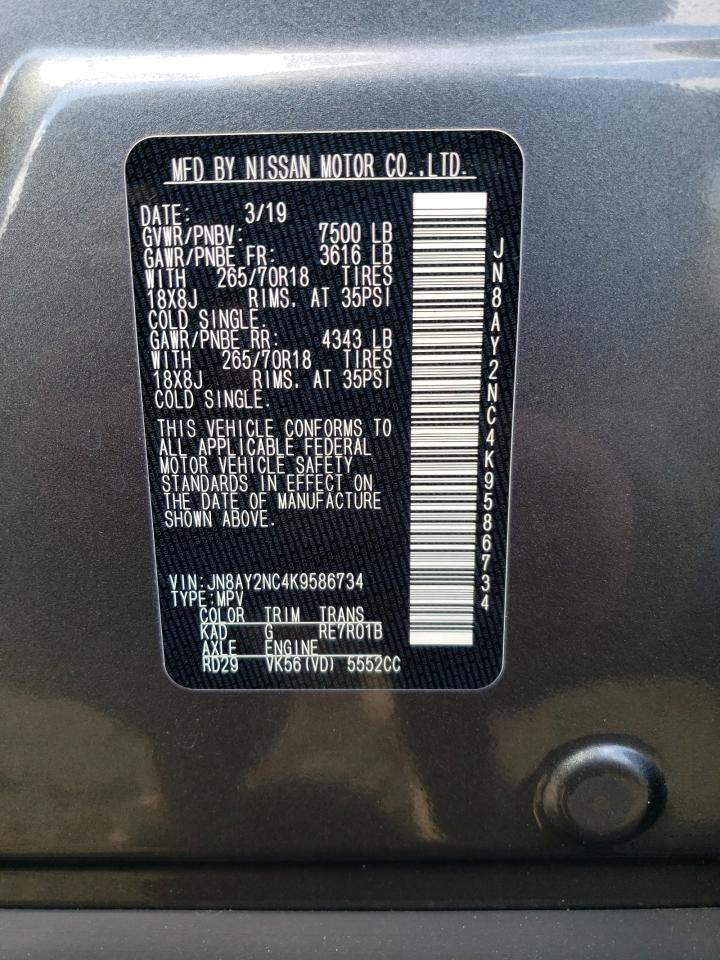 MFD BY NISSAN MOTOR CO.,LTD.
DATE: 3/19
GVWR/PNBV: 7500 LB
GAWR/PNBE FR: 3616 LB
WITH 265/70R18 TIRES
18X8J RIMS. AT 35PSI
COLD SINGLE.
GAWR/PNBE RR: 4343 LB
WITH 265/70R18 TIRES
18X8J RIMS. AT 35PSI
COLD SINGLE.
THIS VEHICLE CONFORMS TO
ALL APPLICABLE FEDERAL
MOTOR VEHICLE SAFETY
STANDARDS IN EFFECT ON
THE DATE OF MANUFACTURE
SHOWN ABOVE.
VIN:JN8AY2NC4K9586734
TYPE:MPV
COLOR TRIM TRANS
KAD G RE7R01B
AXLE ENGINE
RD29 VK56(VD) 5552CC
JN8AY2NC4K9586734